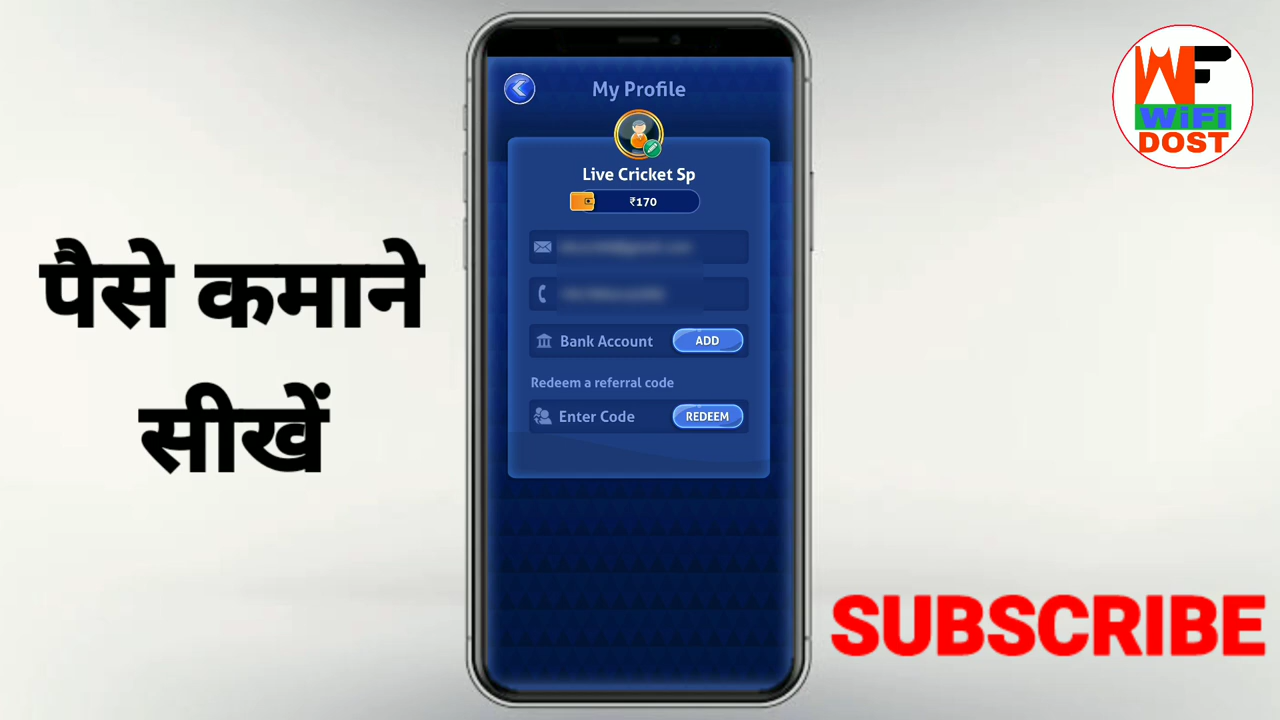 My Profile
Live Cricket Sp
₹170
Bank Account ADD
Redeem a referral code
Enter Code REDEEM
पैसे कमाने
सीखें
WF
WiFi
DOST
SUBSCRIBE